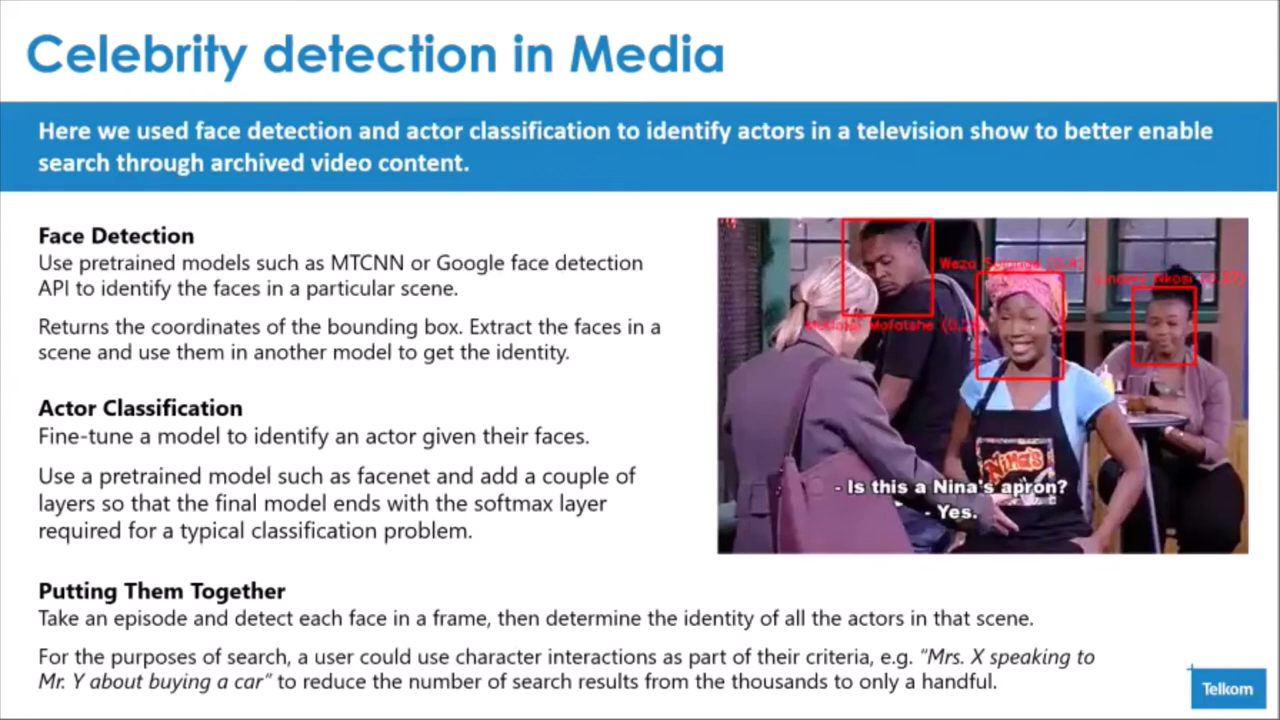 Celebrity detection in Media
Here we used face detection and actor classification to identify actors in a television show to better enable
search through archived video content.
Face Detection
Use pretrained models such as MTCNN or Google face detection
API to identify the faces in a particular scene.
Returns the coordinates of the bounding box. Extract the faces in a
scene and use them in another model to get the identity.
Actor Classification
Fine-tune a model to identify an actor given their faces.
Use a pretrained model such as facenet and add a couple of
layers so that the final model ends with the softmax layer
required for a typical classification problem.
Mofatshe
Nkosi
NiNa's
- Is this a Nina's apron?
- Yes.
Putting Them Together
Take an episode and detect each face in a frame, then determine the identity of all the actors in that scene.
For the purposes of search, a user could use character interactions as part of their criteria, e.g. “Mrs. X speaking to
Mr. Y about buying a car” to reduce the number of search results from the thousands to only a handful.
Telkom